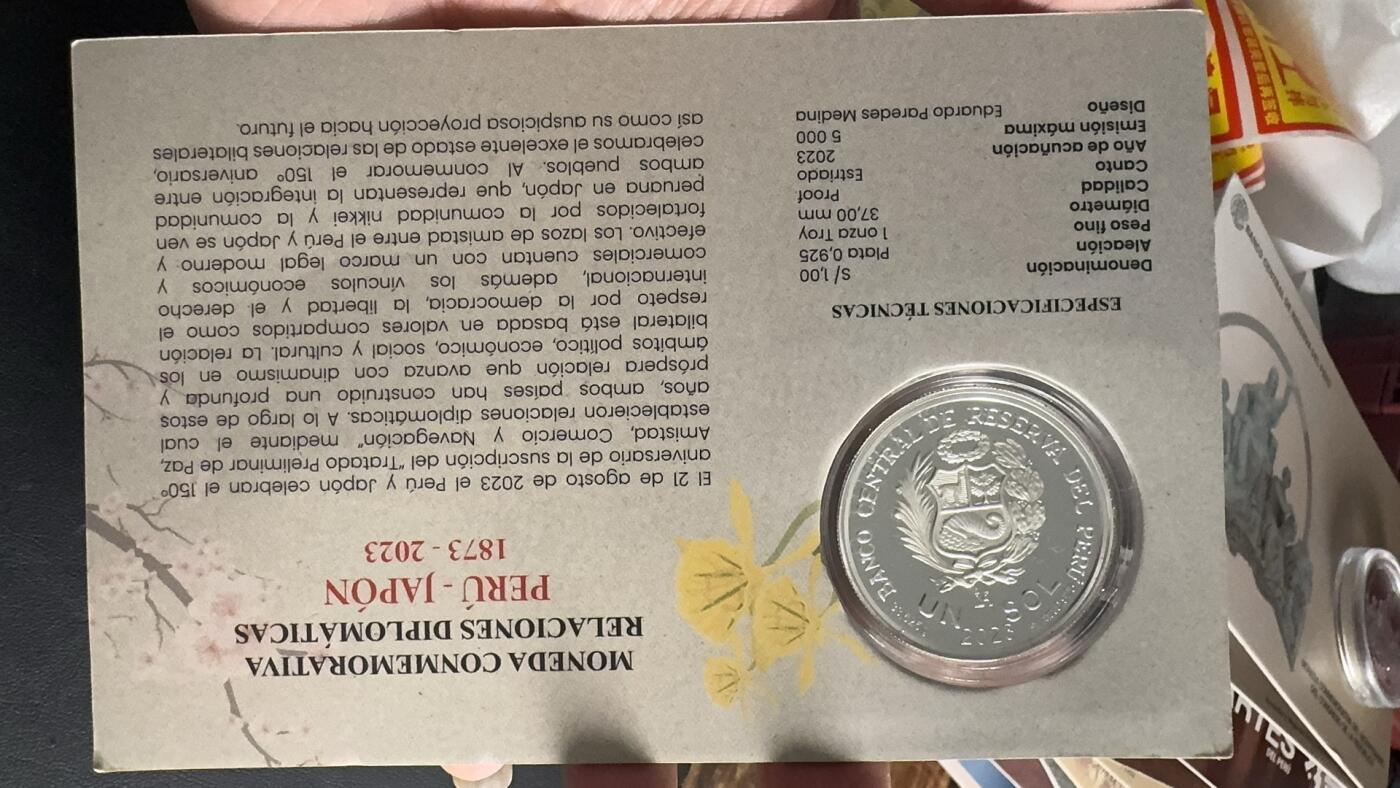 MONEDA CONMEMORATIVA
RELACIONES DIPLOMÁTICAS
PERÚ - JAPÓN
1873 - 2023
El 21 de agosto de 2023 el Perú y Japón celebran el 150°
aniversario de la suscripción del “Tratado Preliminar de Paz,
Amistad, Comercio y Navegación” mediante el cual
establecieron relaciones diplomáticas. A lo largo de estos
años, ambos países han construido una profunda y
próspera relación que avanza con dinamismo en los
ámbitos político, económico, social y cultural. La relación
bilateral está basada en valores compartidos como el
respeto por la democracia, la libertad y el derecho
internacional, además los vínculos económicos y
comerciales cuentan con un marco legal moderno y
efectivo. Los lazos de amistad entre el Perú y Japón se ven
fortalecidos por la comunidad nikkei y la comunidad
peruana en Japón, que representan la integración entre
ambos pueblos. Al conmemorar el 150° aniversario,
celebramos el excelente estado de las relaciones bilaterales
así como su auspiciosa proyección hacia el futuro.
BANCO CENTRAL DE RESERVA DEL PERÚ
UN SOL
2023
ESPECIFICACIONES TÉCNICAS
Denominación S/ 1,00
Aleación Plata 0,925
Peso fino 1 onza Troy
Diámetro 37,00 mm
Calidad Proof
Canto Estriado
Año de acuñación 2023
Emisión máxima 5 000
Diseño Eduardo Paredes Medina
BANCO CENTRAL DE RESERVA DEL PERÚ
DEL PERÚ